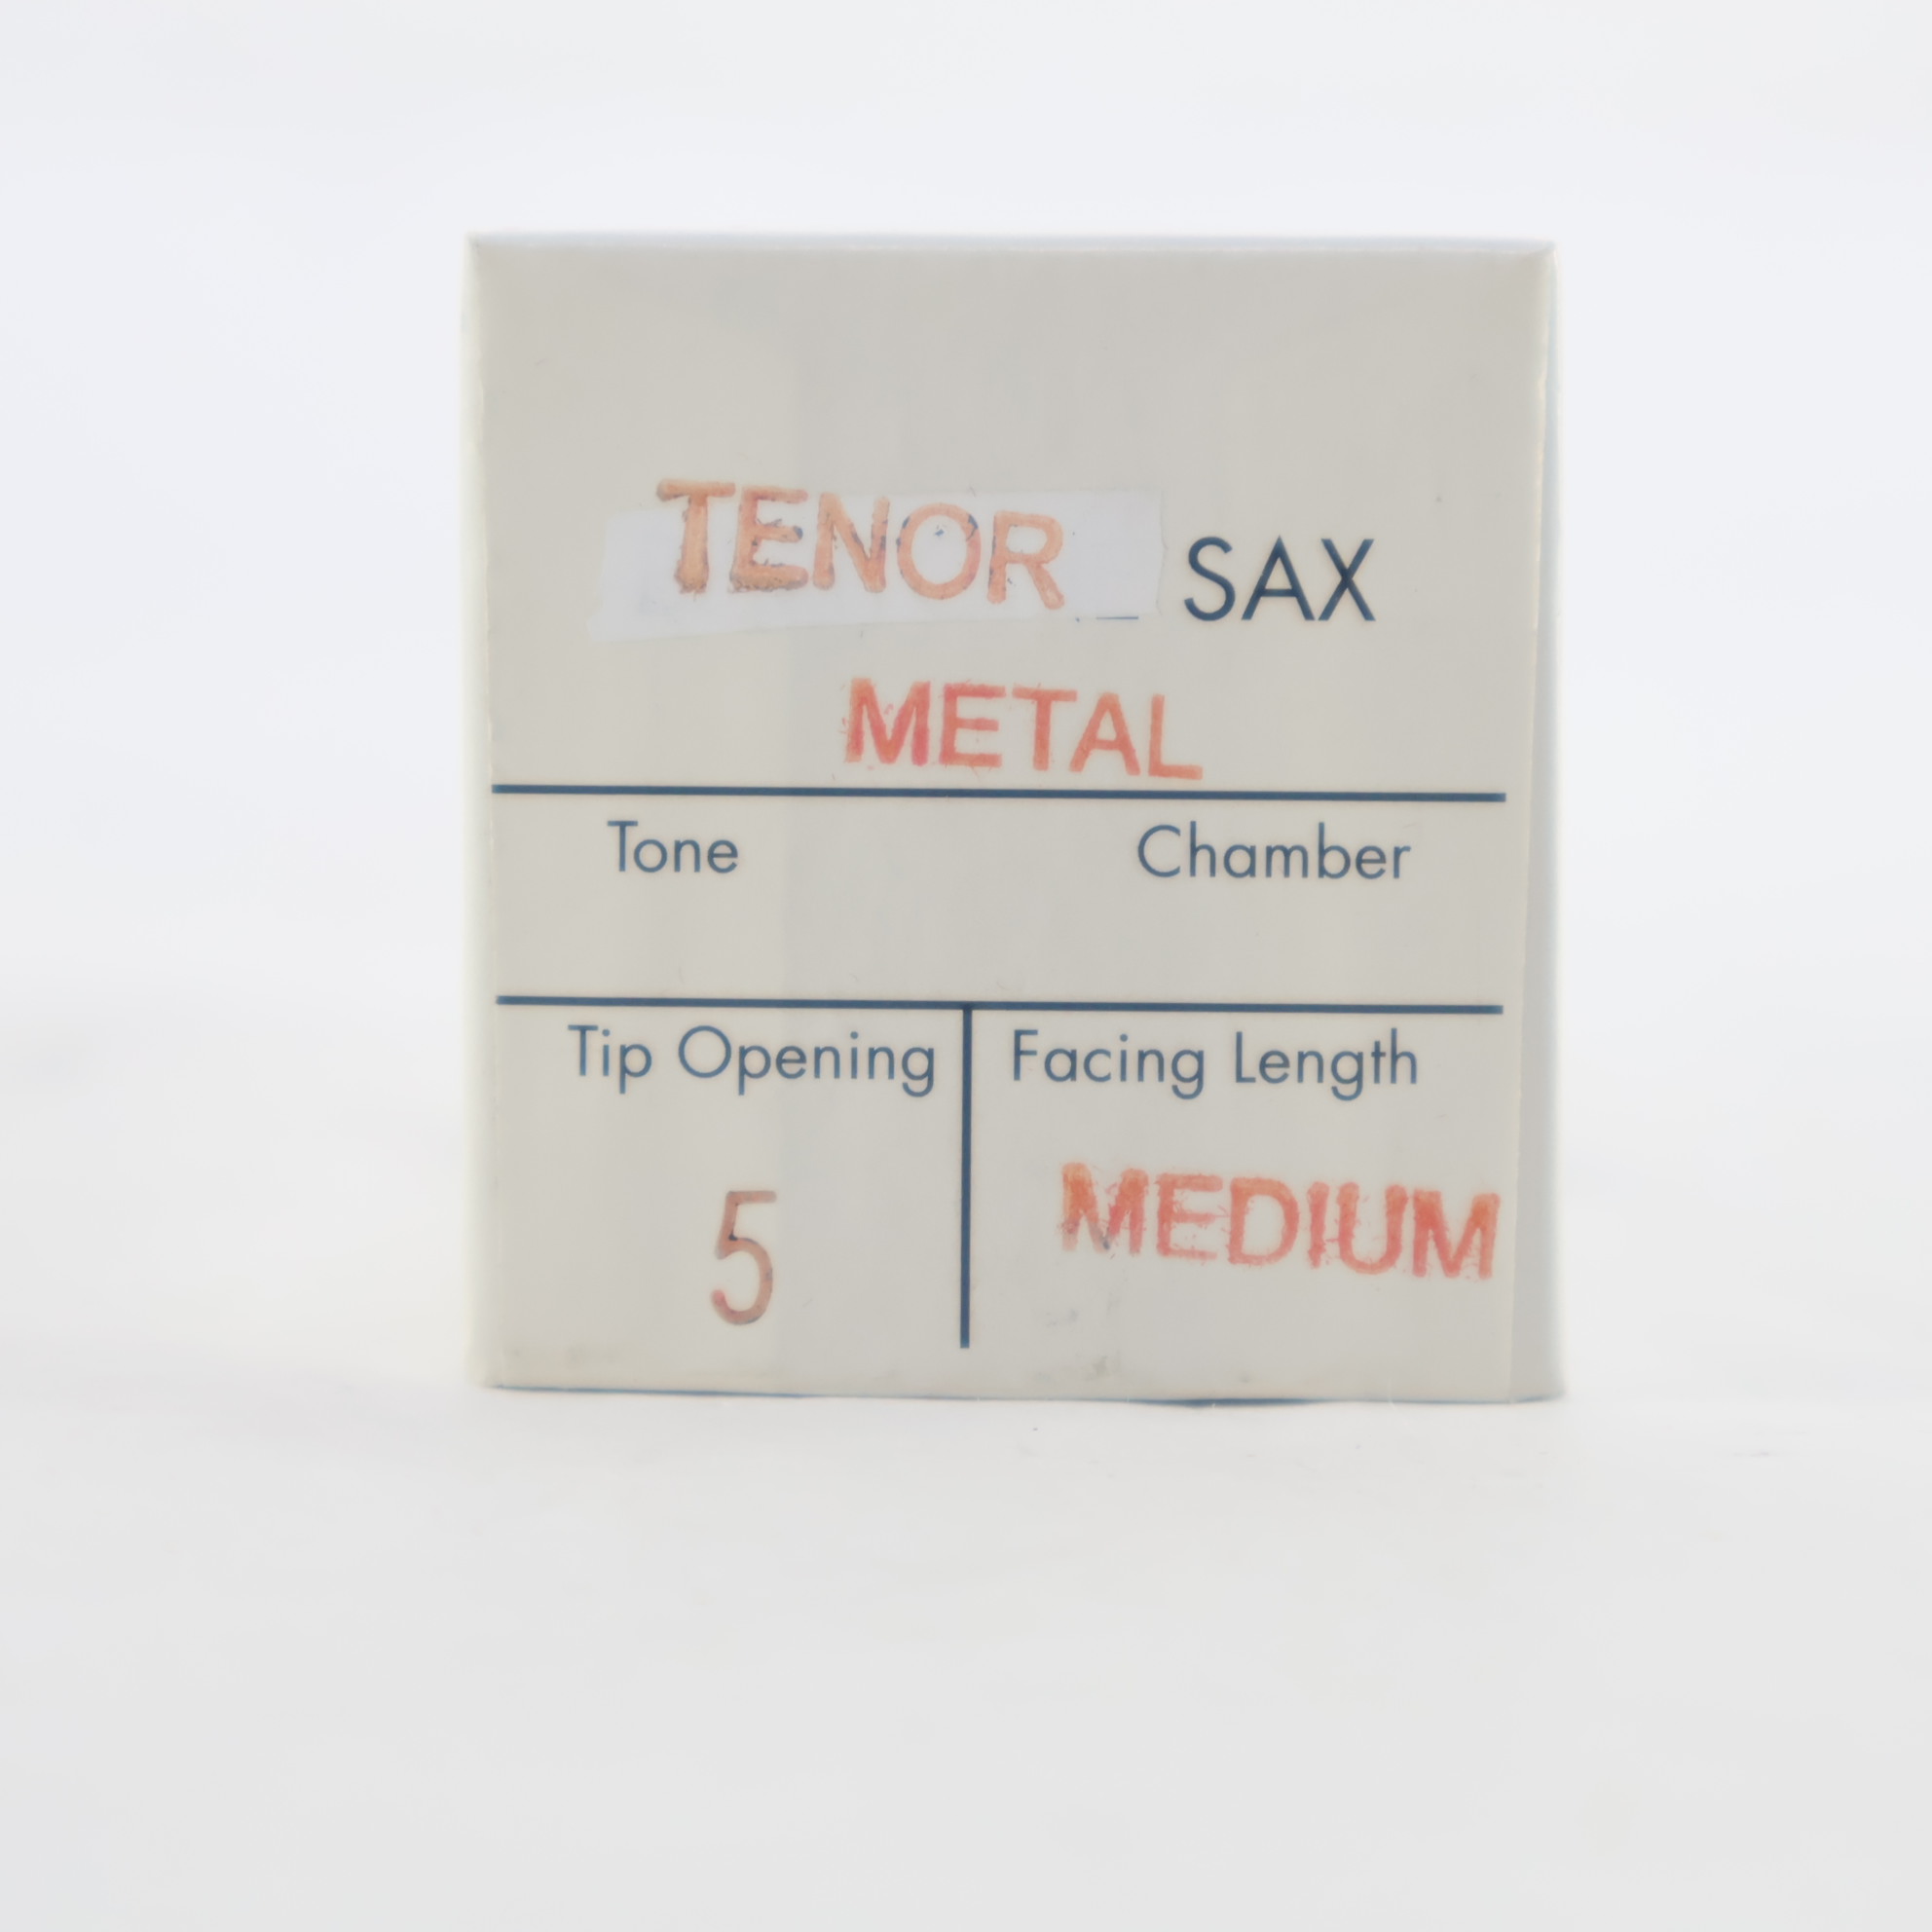 TENOR SAX
METAL
Tone Chamber
Tip Opening Facing Length
5 MEDIUM